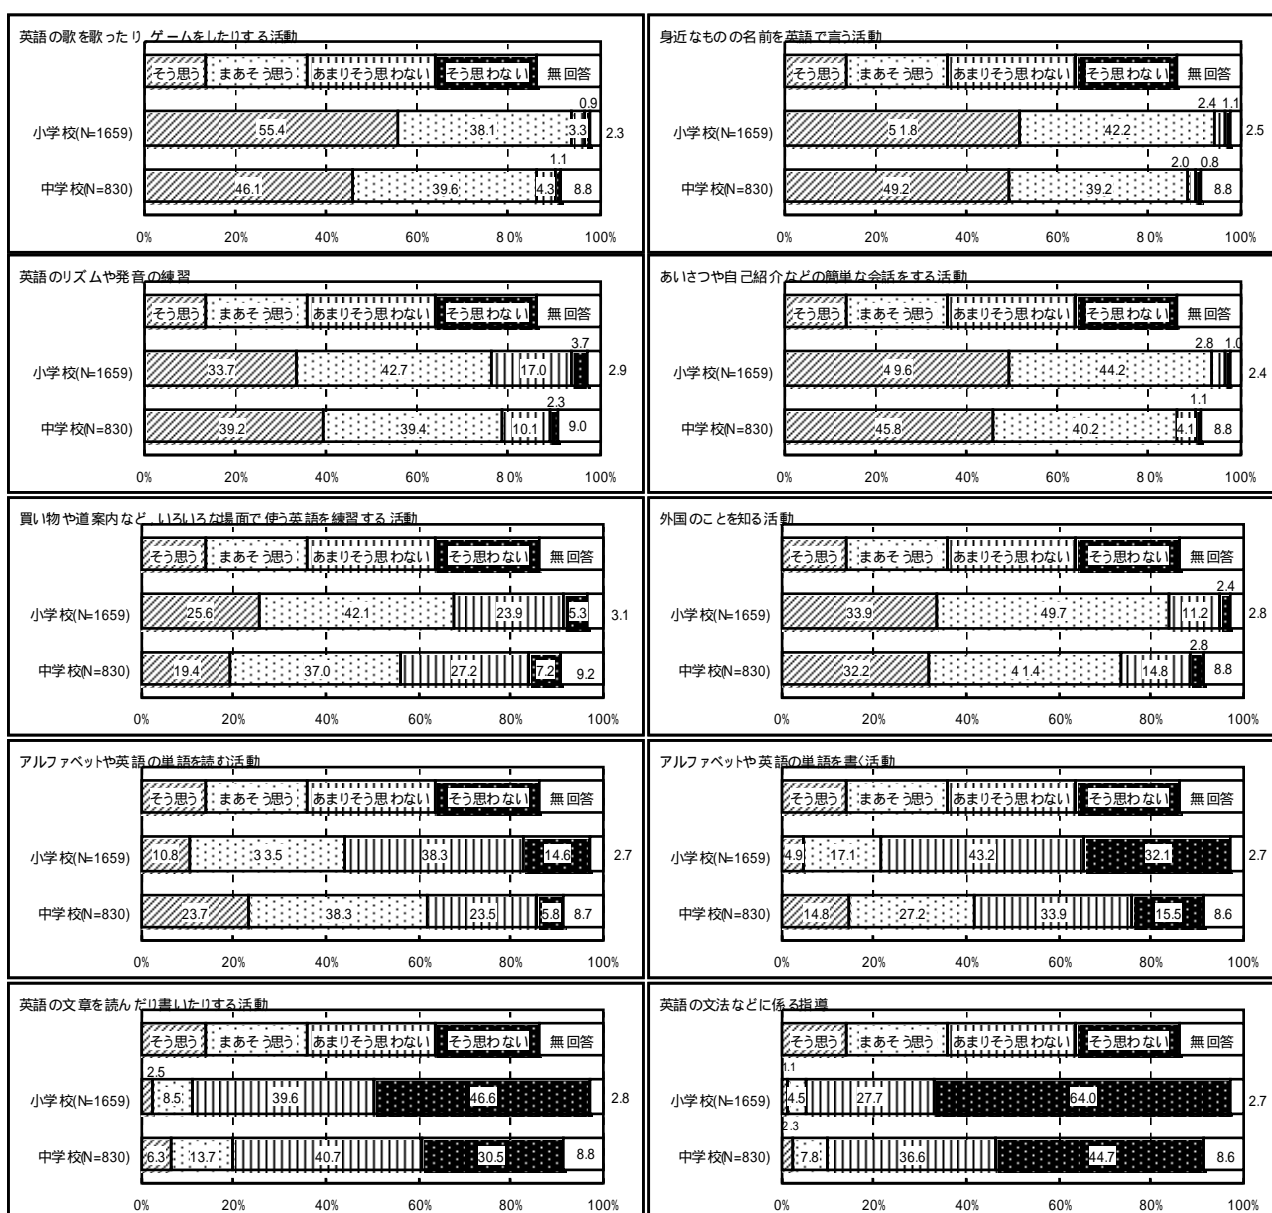 英語の歌を歌ったり、ゲームをしたりする活動
そう思う まあそう思う あまりそう思わない そう思わない 無回答
0.9
小学校(N=1659) 55.4 38.1 3.3 2.3
1.1
中学校(N=830) 46.1 39.6 4.3 8.8
0% 20% 40% 60% 80% 100%
身近なものの名前を英語で言う活動
そう思う まあそう思う あまりそう思わない そう思わない 無回答
2.4 1.1
小学校(N=1659) 51.8 42.2 2.5
2.0 0.8
中学校(N=830) 49.2 39.2 8.8
0% 20% 40% 60% 80% 100%
英語のリズムや発音の練習
そう思う まあそう思う あまりそう思わない そう思わない 無回答
3.7
小学校(N=1659) 33.7 42.7 17.0 2.9
2.3
中学校(N=830) 39.2 39.4 10.1 9.0
0% 20% 40% 60% 80% 100%
あいさつや自己紹介などの簡単な会話をする活動
そう思う まあそう思う あまりそう思わない そう思わない 無回答
2.8 1.0
小学校(N=1659) 49.6 44.2 2.4
1.1
中学校(N=830) 45.8 40.2 4.1 8.8
0% 20% 40% 60% 80% 100%
買い物や道案内など、いろいろな場面で使う英語を練習する活動
そう思う まあそう思う あまりそう思わない そう思わない 無回答
小学校(N=1659) 25.6 42.1 23.9 5.3 3.1
中学校(N=830) 19.4 37.0 27.2 7.2 9.2
0% 20% 40% 60% 80% 100%
外国のことを知る活動
そう思う まあそう思う あまりそう思わない そう思わない 無回答
2.4
小学校(N=1659) 33.9 49.7 11.2 2.8
2.8
中学校(N=830) 32.2 41.4 14.8 8.8
0% 20% 40% 60% 80% 100%
アルファベットや英語の単語を読む活動
そう思う まあそう思う あまりそう思わない そう思わない 無回答
小学校(N=1659) 10.8 33.5 38.3 14.6 2.7
中学校(N=830) 23.7 38.3 23.5 5.8 8.7
0% 20% 40% 60% 80% 100%
アルファベットや英語の単語を書く活動
そう思う まあそう思う あまりそう思わない そう思わない 無回答
小学校(N=1659) 4.9 17.1 43.2 32.1 2.7
中学校(N=830) 14.8 27.2 33.9 15.5 8.6
0% 20% 40% 60% 80% 100%
英語の文章を読んだり書いたりする活動
そう思う まあそう思う あまりそう思わない そう思わない 無回答
2.5
小学校(N=1659) 8.5 39.6 46.6 2.8
中学校(N=830) 6.3 13.7 40.7 30.5 8.8
0% 20% 40% 60% 80% 100%
英語の文法などに係る指導
そう思う まあそう思う あまりそう思わない そう思わない 無回答
1.1
小学校(N=1659) 4.5 27.7 64.0 2.7
2.3
中学校(N=830) 7.8 36.6 44.7 8.6
0% 20% 40% 60% 80% 100%